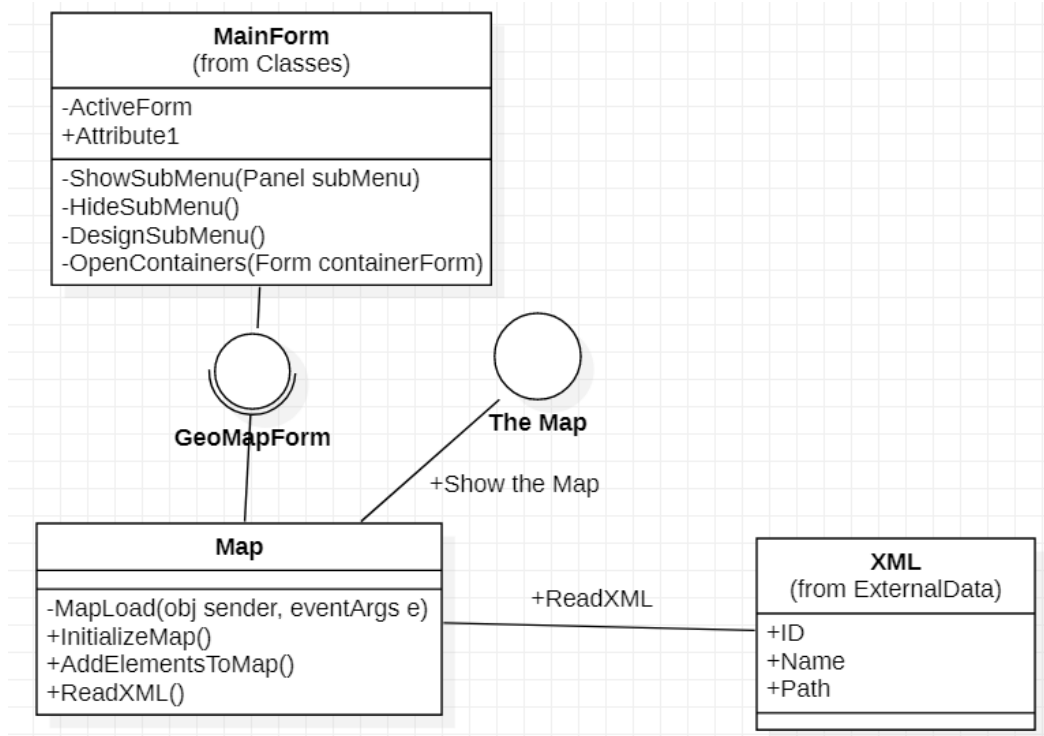 MainForm
(from Classes)
-ActiveForm
+Attribute1
-ShowSubMenu(Panel subMenu)
-HideSubMenu()
-DesignSubMenu()
-OpenContainers(Form containerForm)
GeoMapForm
The Map
+Show the Map
Map
-MapLoad(obj sender, eventArgs e)
+InitializeMap()
+AddElementsToMap()
+ReadXML()
+ReadXML
XML
(from ExternalData)
+ID
+Name
+Path